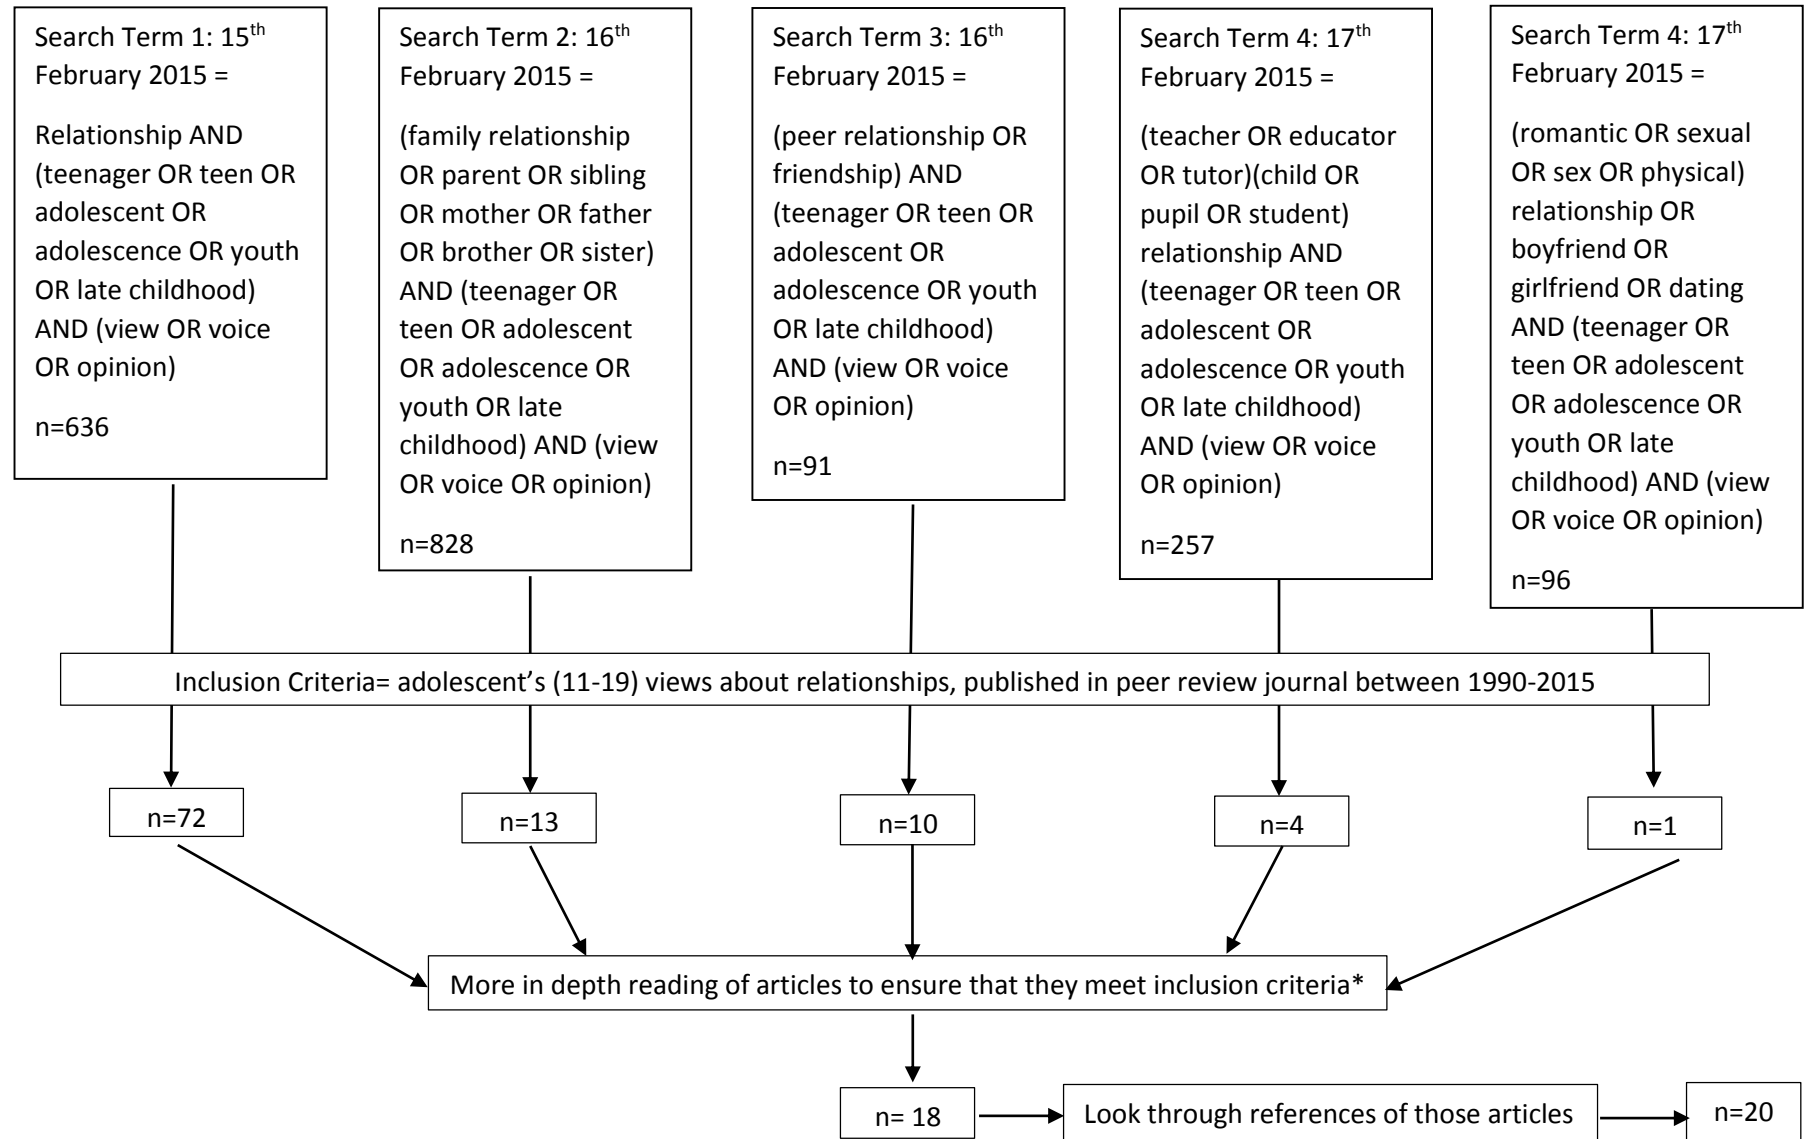 Search Term 1: 15th
February 2015 =
Relationship AND
(teenager OR teen OR
adolescent OR
adolescence OR youth
OR late childhood)
AND (view OR voice
OR opinion)
n=636
Search Term 2: 16th
February 2015 =
(family relationship
OR parent OR sibling
OR mother OR father
OR brother OR sister)
AND (teenager OR
teen OR adolescent
OR adolescence OR
youth OR late
childhood) AND (view
OR voice OR opinion)
n=828
Search Term 3: 16th
February 2015 =
(peer relationship OR
friendship) AND
(teenager OR teen OR
adolescent OR
adolescence OR youth
OR late childhood)
AND (view OR voice
OR opinion)
n=91
Search Term 4: 17th
February 2015 =
(teacher OR educator
OR tutor)(child OR
pupil OR student)
relationship AND
(teenager OR teen OR
adolescent OR
adolescence OR youth
OR late childhood)
AND (view OR voice
OR opinion)
n=257
Search Term 4: 17th
February 2015 =
(romantic OR sexual
OR sex OR physical)
relationship OR
boyfriend OR
girlfriend OR dating
AND (teenager OR
teen OR adolescent
OR adolescence OR
youth OR late
childhood) AND (view
OR voice OR opinion)
n=96
Inclusion Criteria= adolescent's (11-19) views about relationships, published in peer review journal between 1990-2015
n=72
n=13
n=10
n=4
n=1
More in depth reading of articles to ensure that they meet inclusion criteria*
n= 18
Look through references of those articles
n=20